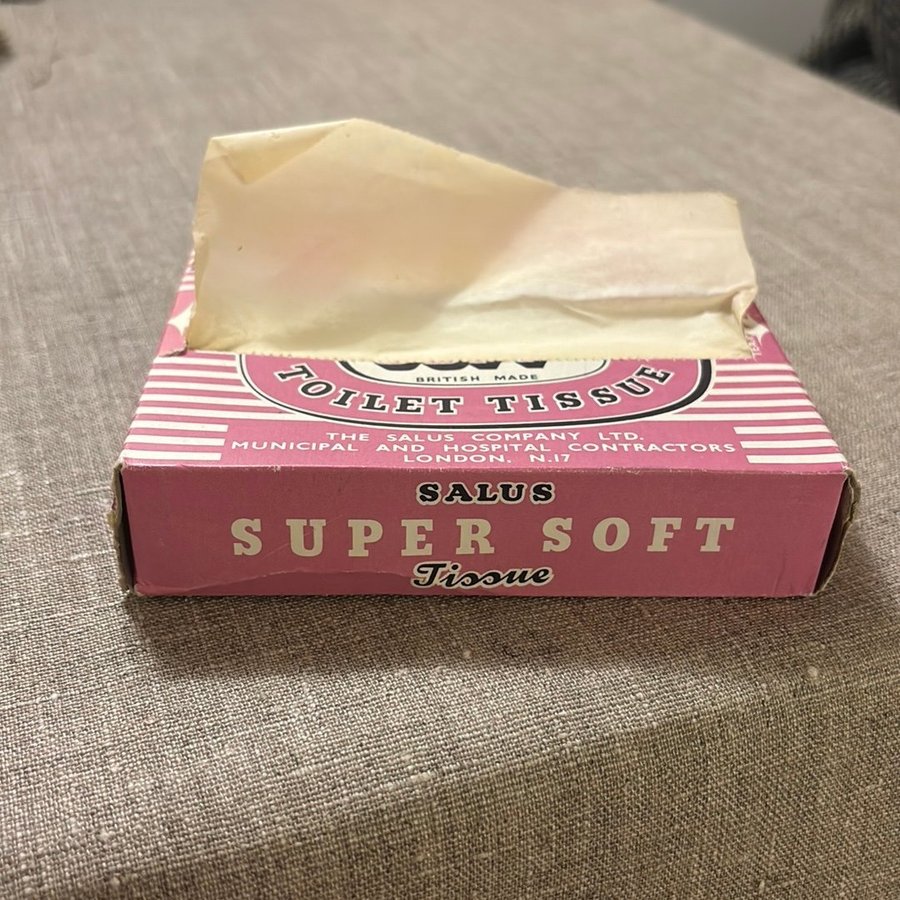 BRITISH MADE
TOILET TISSUE
THE SALUS COMPANY LTD.
MUNICIPAL AND HOSPITAL CONTRACTORS
LONDON, N.17
SALUS
SUPER SOFT
Tissue